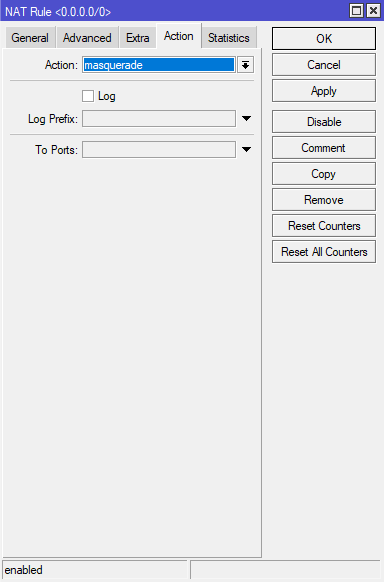 NAT Rule <0.0.0.0/0>
General Advanced Extra Action Statistics
Action: masquerade
Log
Log Prefix:
To Ports:
OK
Cancel
Apply
Disable
Comment
Copy
Remove
Reset Counters
Reset All Counters
enabled